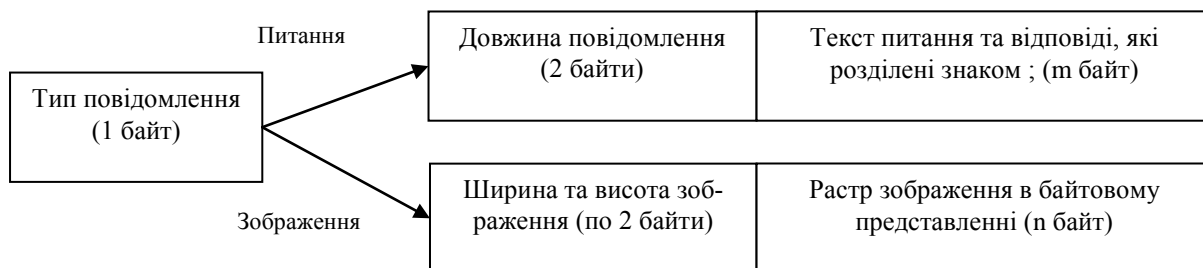 Питання
Довжина повідомлення
(2 байти)
Текст питання та відповіді, які
розділені знаком ; (m байт)
Тип повідомлення
(1 байт)
Зображення
Ширина та висота зоб-
раження (по 2 байти)
Растр зображення в байтовому
представленні (n байт)